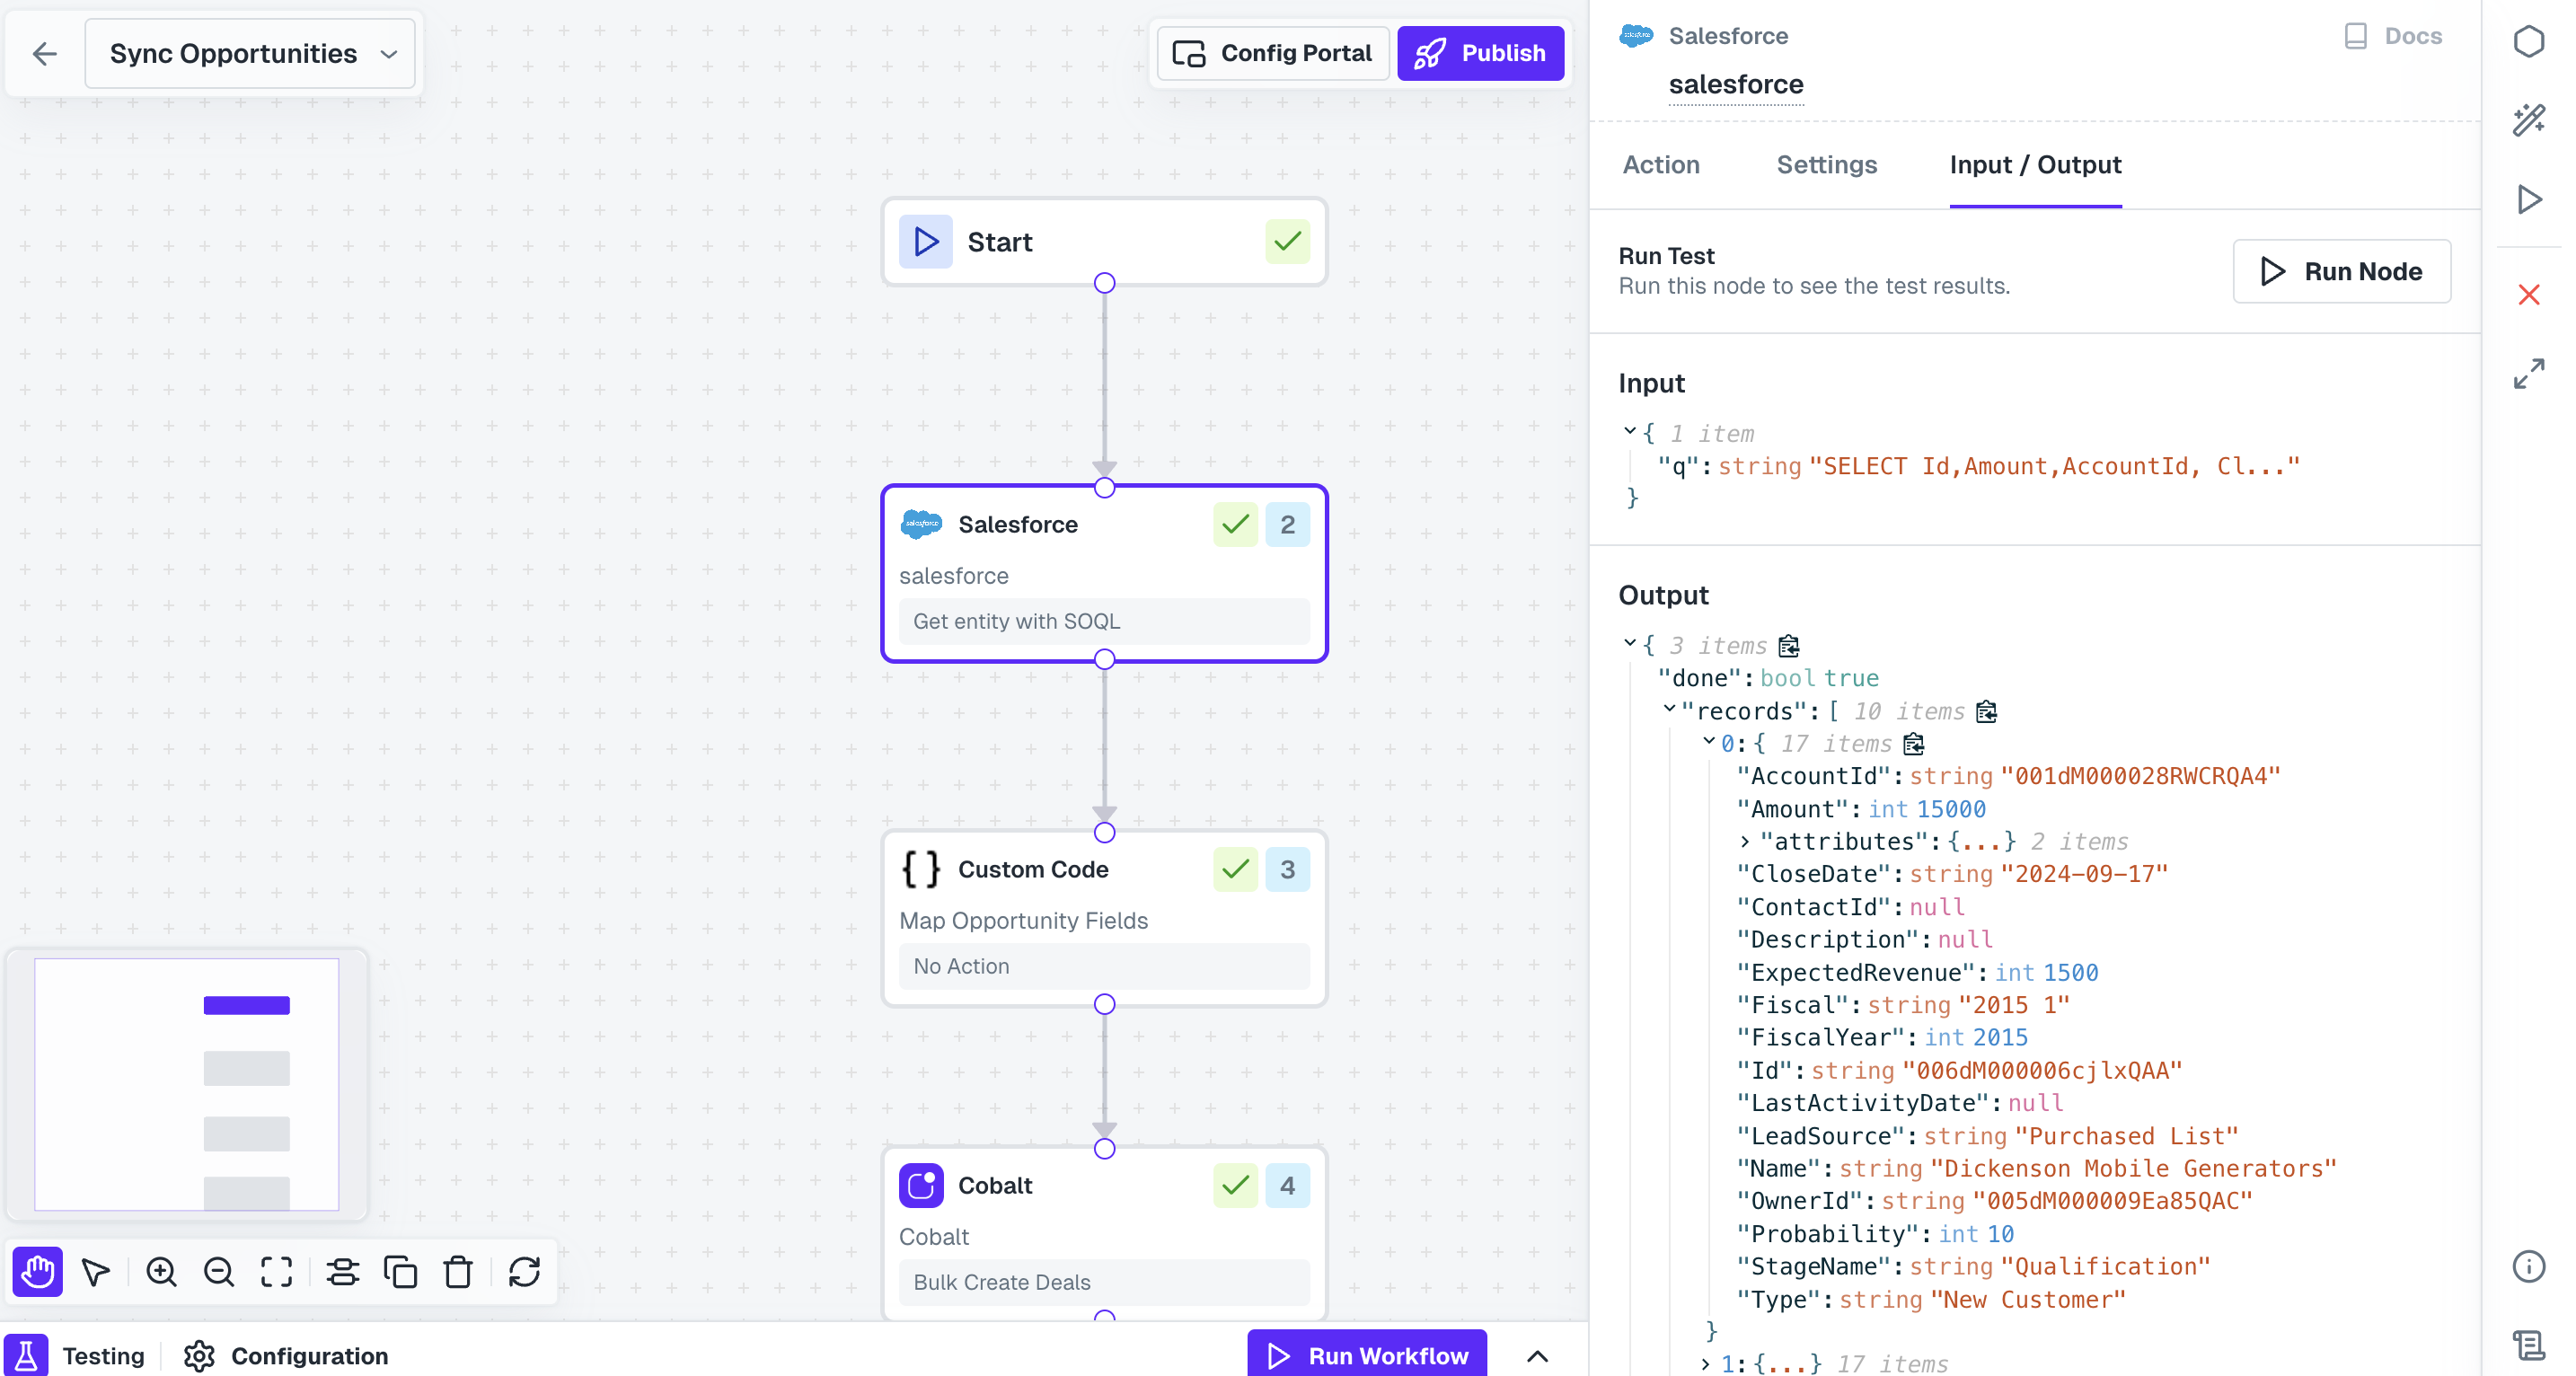 Sync Opportunities
Config Portal
Publish
Start
salesforce
Salesforce
2
salesforce
Get entity with SOQL
{ }
Custom Code
3
Map Opportunity Fields
No Action
Cobalt
4
Cobalt
Bulk Create Deals
Testing
Configuration
Run Workflow
salesforce
Salesforce
Docs
salesforce
Action
Settings
Input / Output
Run Test
Run this node to see the test results.
Run Node
Input
{ 1 item
"q": string "SELECT Id,Amount,AccountId, Cl..."
}
Output
{ 3 items
"done": bool true
"records": [ 10 items
0: { 17 items
"AccountId": string "001dM000028RWCRQA4"
"Amount": int 15000
"attributes": {...} 2 items
"CloseDate": string "2024-09-17"
"ContactId": null
"Description": null
"ExpectedRevenue": int 1500
"Fiscal": string "2015 1"
"FiscalYear": int 2015
"Id": string "006dM000006cjlxQAA"
"LastActivityDate": null
"LeadSource": string "Purchased List"
"Name": string "Dickenson Mobile Generators"
"OwnerId": string "005dM000009Ea85QAC"
"Probability": int 10
"StageName": string "Qualification"
"Type": string "New Customer"
}
1: {...} 17 items